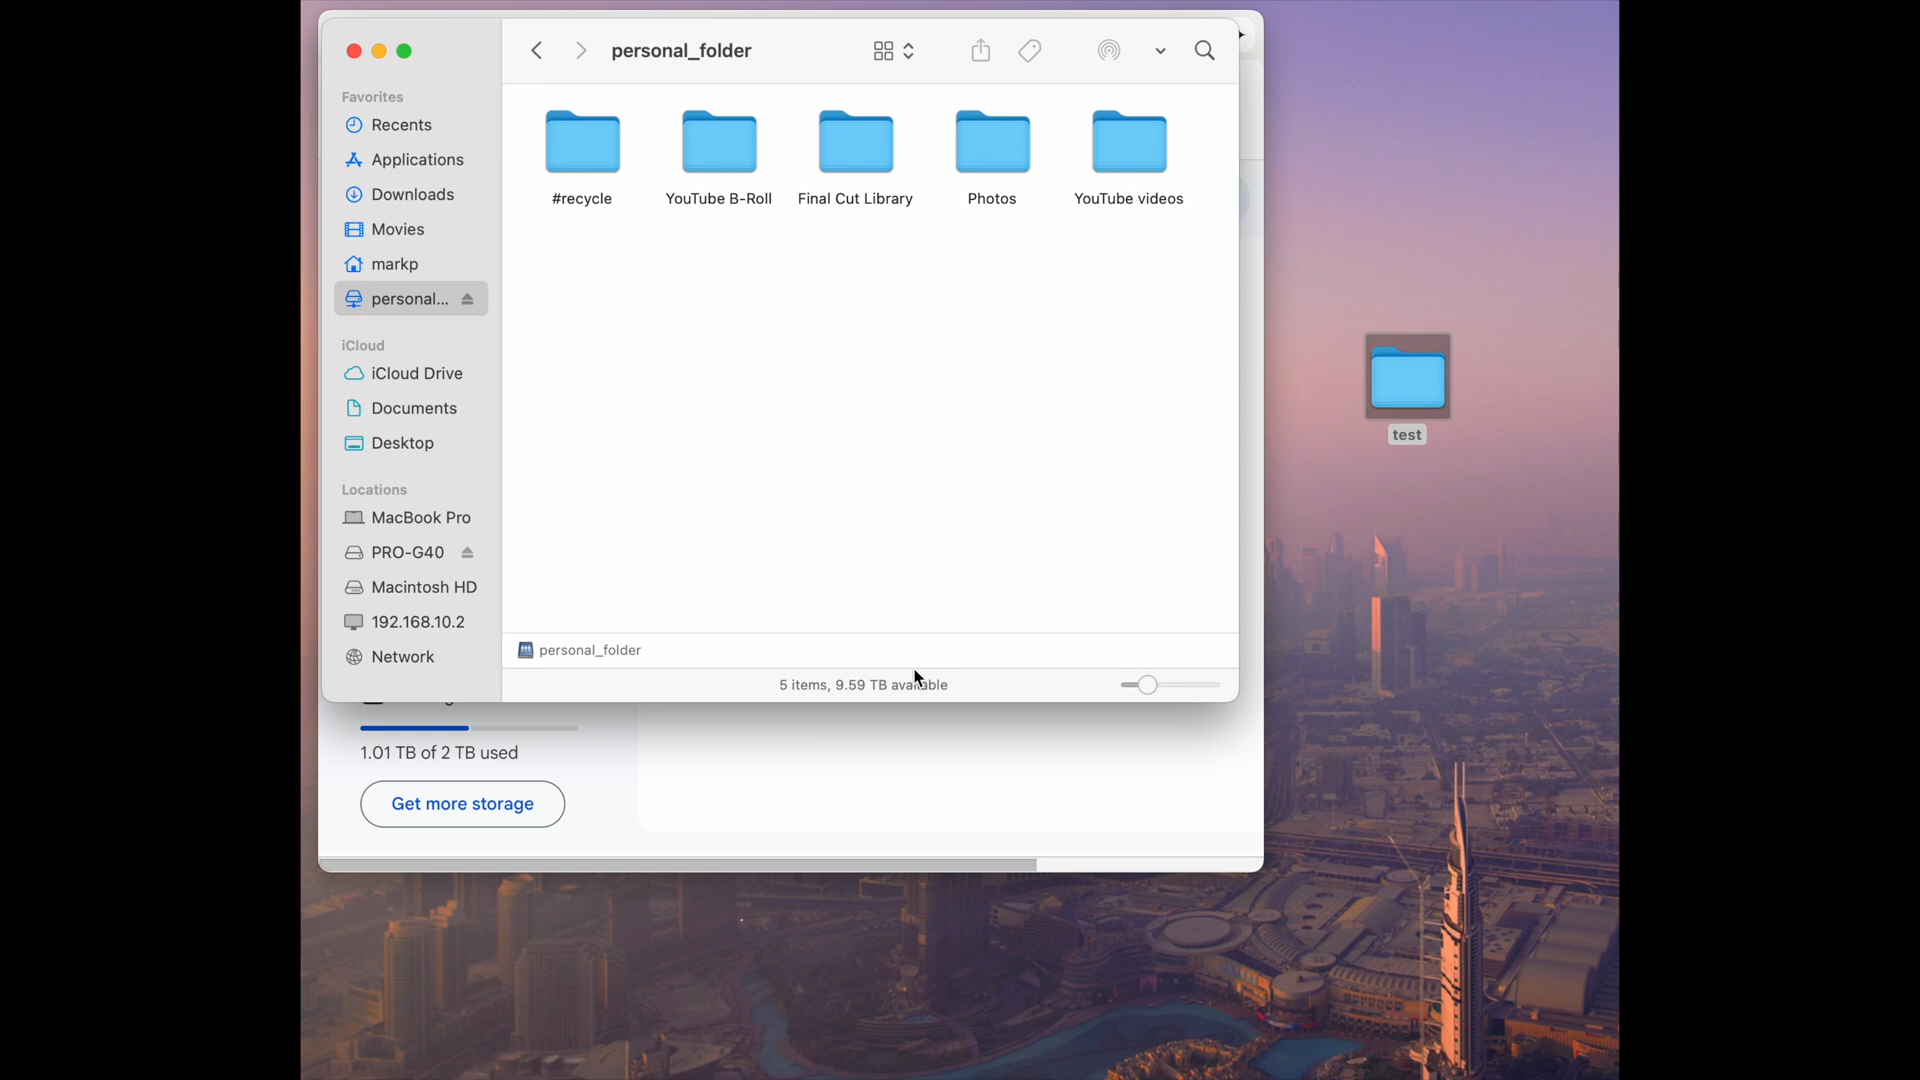 personal_folder
Favorites
Recents
Applications
Downloads
Movies
markp
personal...
iCloud
iCloud Drive
Documents
Desktop
Locations
MacBook Pro
PRO-G40
Macintosh HD
192.168.10.2
Network
#recycle
YouTube B-Roll
Final Cut Library
Photos
YouTube videos
personal_folder
5 items, 9.59 TB available
test
1.01 TB of 2 TB used
Get more storage